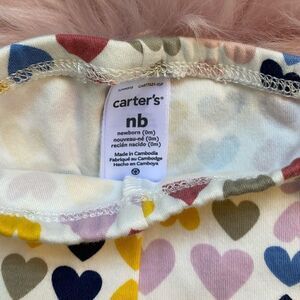 carter's®
nb
newborn (0m)
nouveau-né (0m)
recién nacido (0m)
Made in Cambodia
Fabriqué au Cambodge
Hecho en Camboya